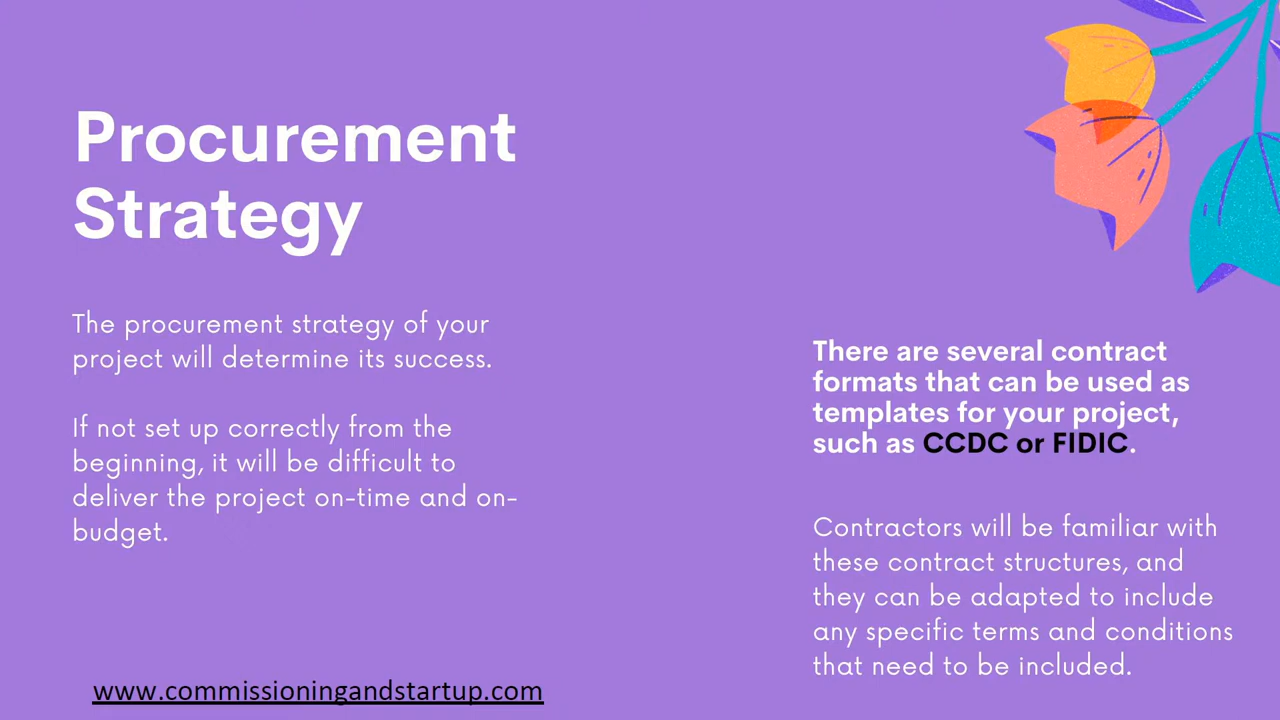 Procurement
Strategy
The procurement strategy of your
project will determine its success.
If not set up correctly from the
beginning, it will be difficult to
deliver the project on-time and on-
budget.
There are several contract
formats that can be used as
templates for your project,
such as CCDC or FIDIC.
Contractors will be familiar with
these contract structures, and
they can be adapted to include
any specific terms and conditions
that need to be included.
www.commissioningandstartup.com